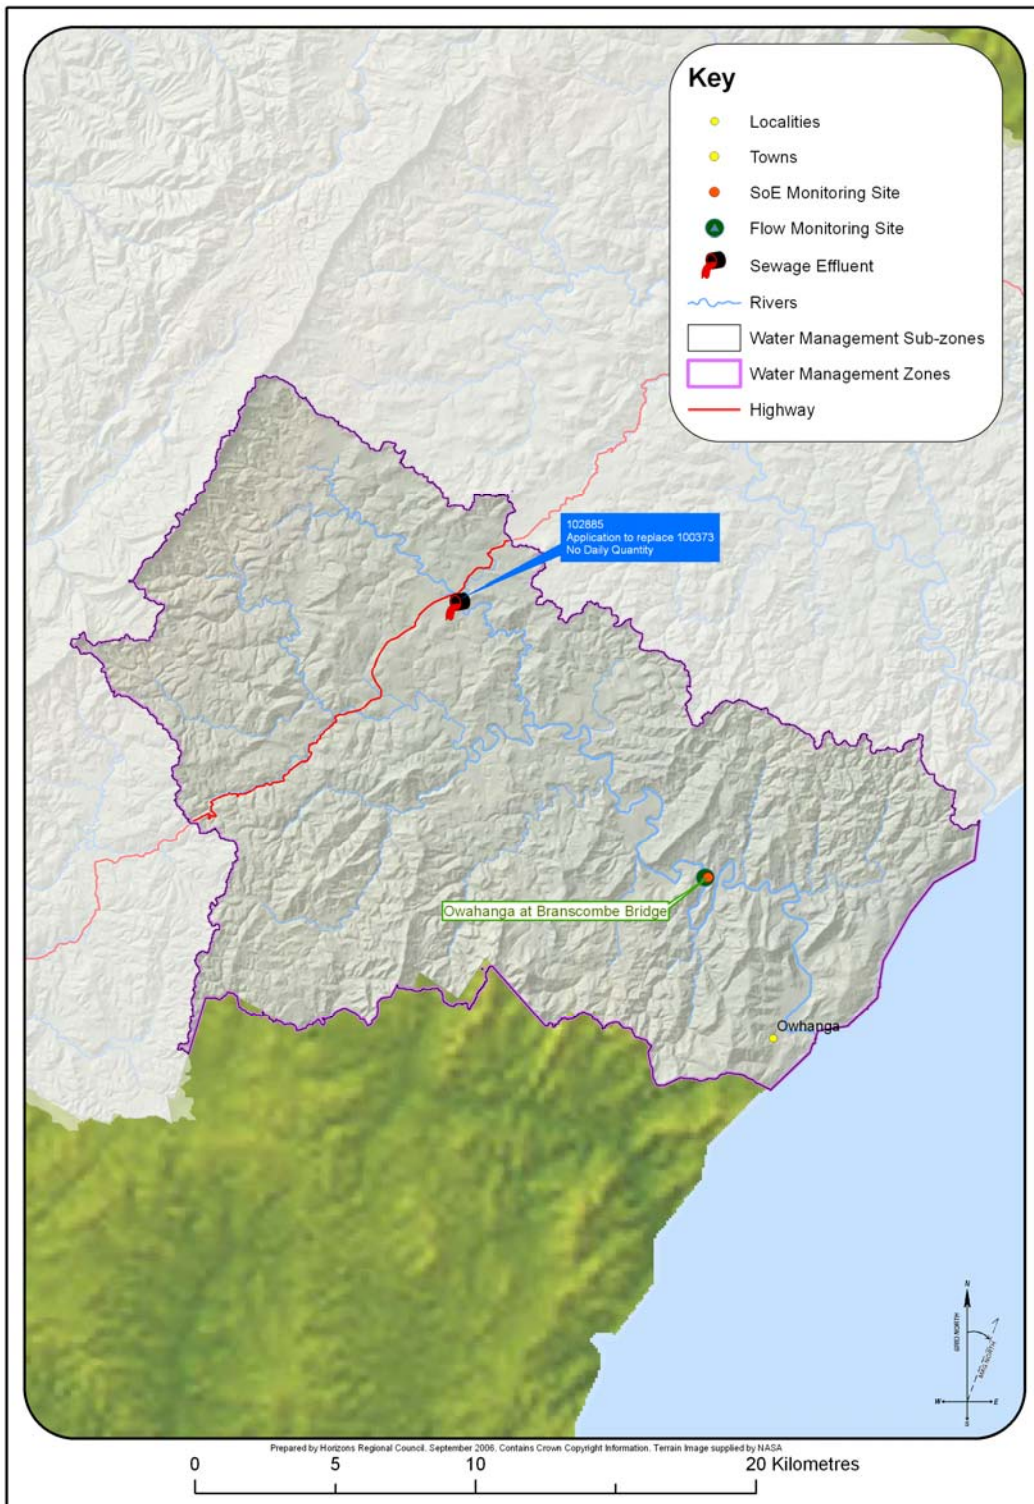 Key
Localities
Towns
SoE Monitoring Site
Flow Monitoring Site
Sewage Effluent
Rivers
Water Management Sub-zones
Water Management Zones
Highway
102885
Application to replace 100373
No Daily Quantity
Owahanga at Branscombe Bridge
Owhanga
N
GRID NORTH
W
E
S
Prepared by Horizons Regional Council. September 2006. Contains Crown Copyright Information. Terrain Image supplied by NASA
0 5 10 20 Kilometres